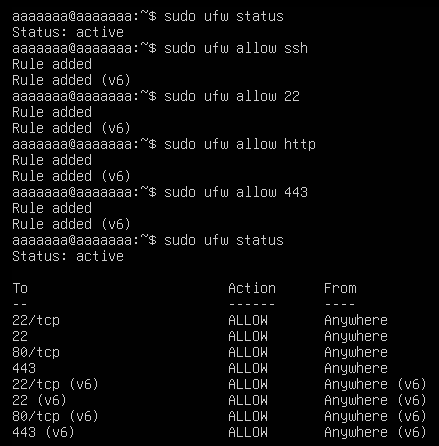 aaaaaaa@aaaaaaa:~$ sudo ufw status
Status: active
aaaaaaa@aaaaaaa:~$ sudo ufw allow ssh
Rule added
Rule added (v6)
aaaaaaa@aaaaaaa:~$ sudo ufw allow 22
Rule added
Rule added (v6)
aaaaaaa@aaaaaaa:~$ sudo ufw allow http
Rule added
Rule added (v6)
aaaaaaa@aaaaaaa:~$ sudo ufw allow 443
Rule added
Rule added (v6)
aaaaaaa@aaaaaaa:~$ sudo ufw status
Status: active

To                         Action      From
--                         ------      ----
22/tcp                     ALLOW       Anywhere
22                         ALLOW       Anywhere
80/tcp                     ALLOW       Anywhere
443                        ALLOW       Anywhere
22/tcp (v6)                ALLOW       Anywhere (v6)
22 (v6)                    ALLOW       Anywhere (v6)
80/tcp (v6)                ALLOW       Anywhere (v6)
443 (v6)                   ALLOW       Anywhere (v6)